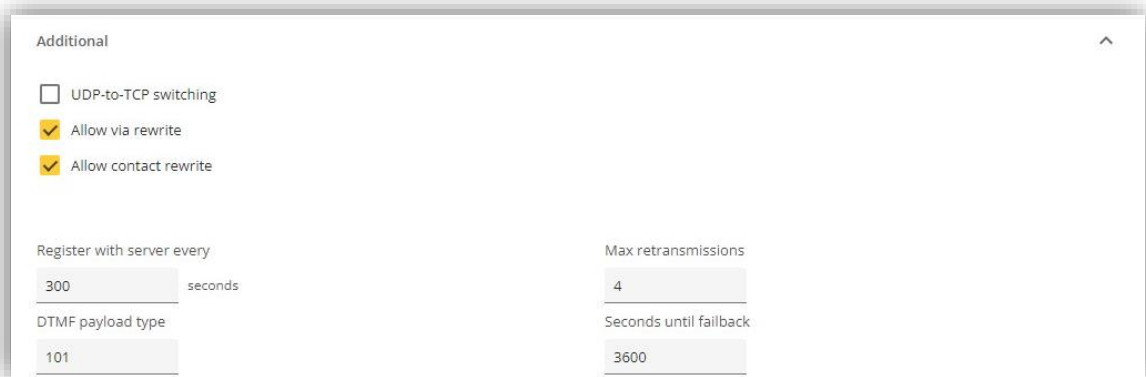 Additional
UDP-to-TCP switching
Allow via rewrite
Allow contact rewrite
Register with server every
300 seconds
DTMF payload type
101
Max retransmissions
4
Seconds until failback
3600